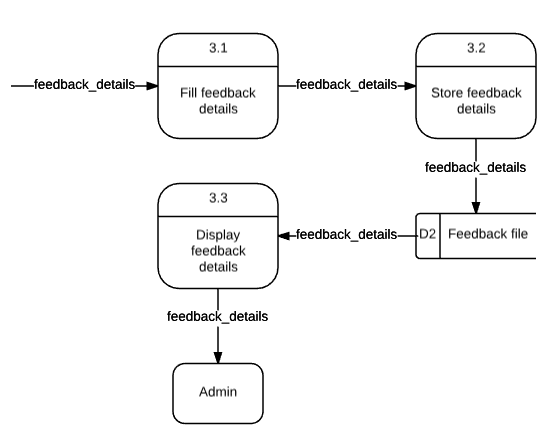 3.1
3.2
feedback_details
Fill feedback
details
feedback_details
Store feedback
details
feedback_details
3.3
Display
feedback
details
feedback_details
D2
Feedback file
feedback_details
Admin